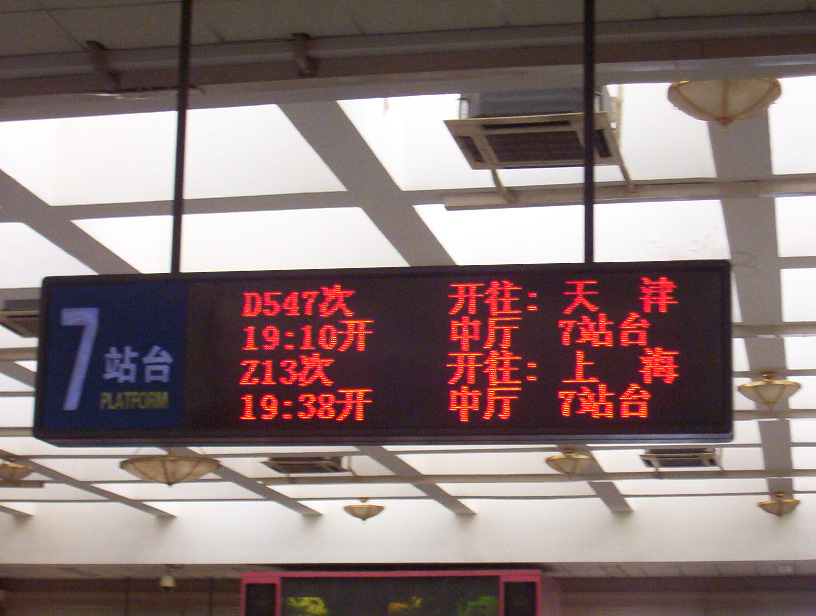 7 站台
PLATFORM
D547次 开往: 天 津
19:10开 中厅 7站台
Z13次 开往: 上 海
19:38开 中厅 7站台